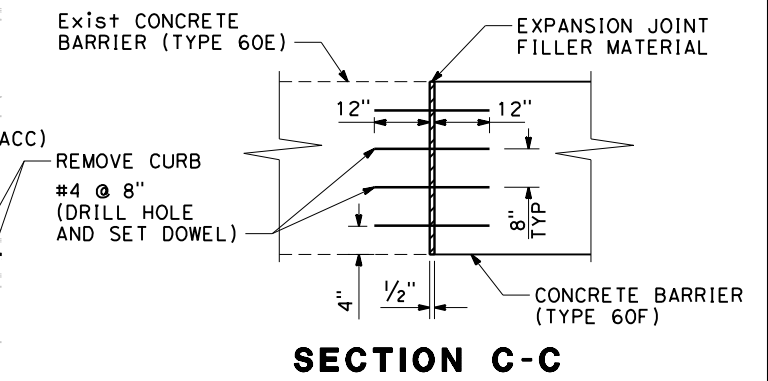 Exist CONCRETE
BARRIER (TYPE 60E)
EXPANSION JOINT
FILLER MATERIAL
12"
12"
ACC)
REMOVE CURB
#4 @ 8"
(DRILL HOLE
AND SET DOWEL)
8"
TYP
4"
1/2"
CONCRETE BARRIER
(TYPE 60F)
SECTION C-C